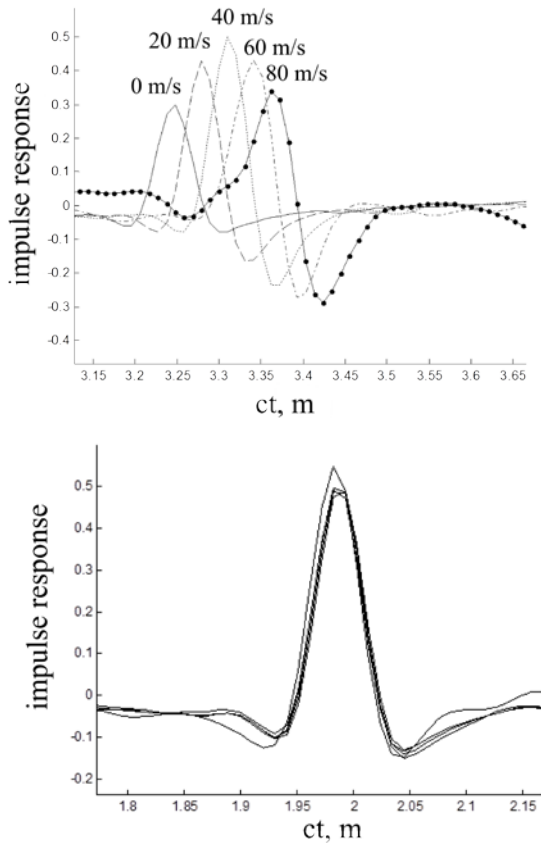 40 m/s
20 m/s
60 m/s
0 m/s
80 m/s
impulse response
0.5
0.4
0.3
0.2
0.1
0
-0.1
-0.2
-0.3
-0.4
3.15 3.2 3.25 3.3 3.35 3.4 3.45 3.5 3.55 3.6 3.65
ct, m
impulse response
0.5
0.4
0.3
0.2
0.1
0
-0.1
-0.2
1.8 1.85 1.9 1.95 2 2.05 2.1 2.15
ct, m